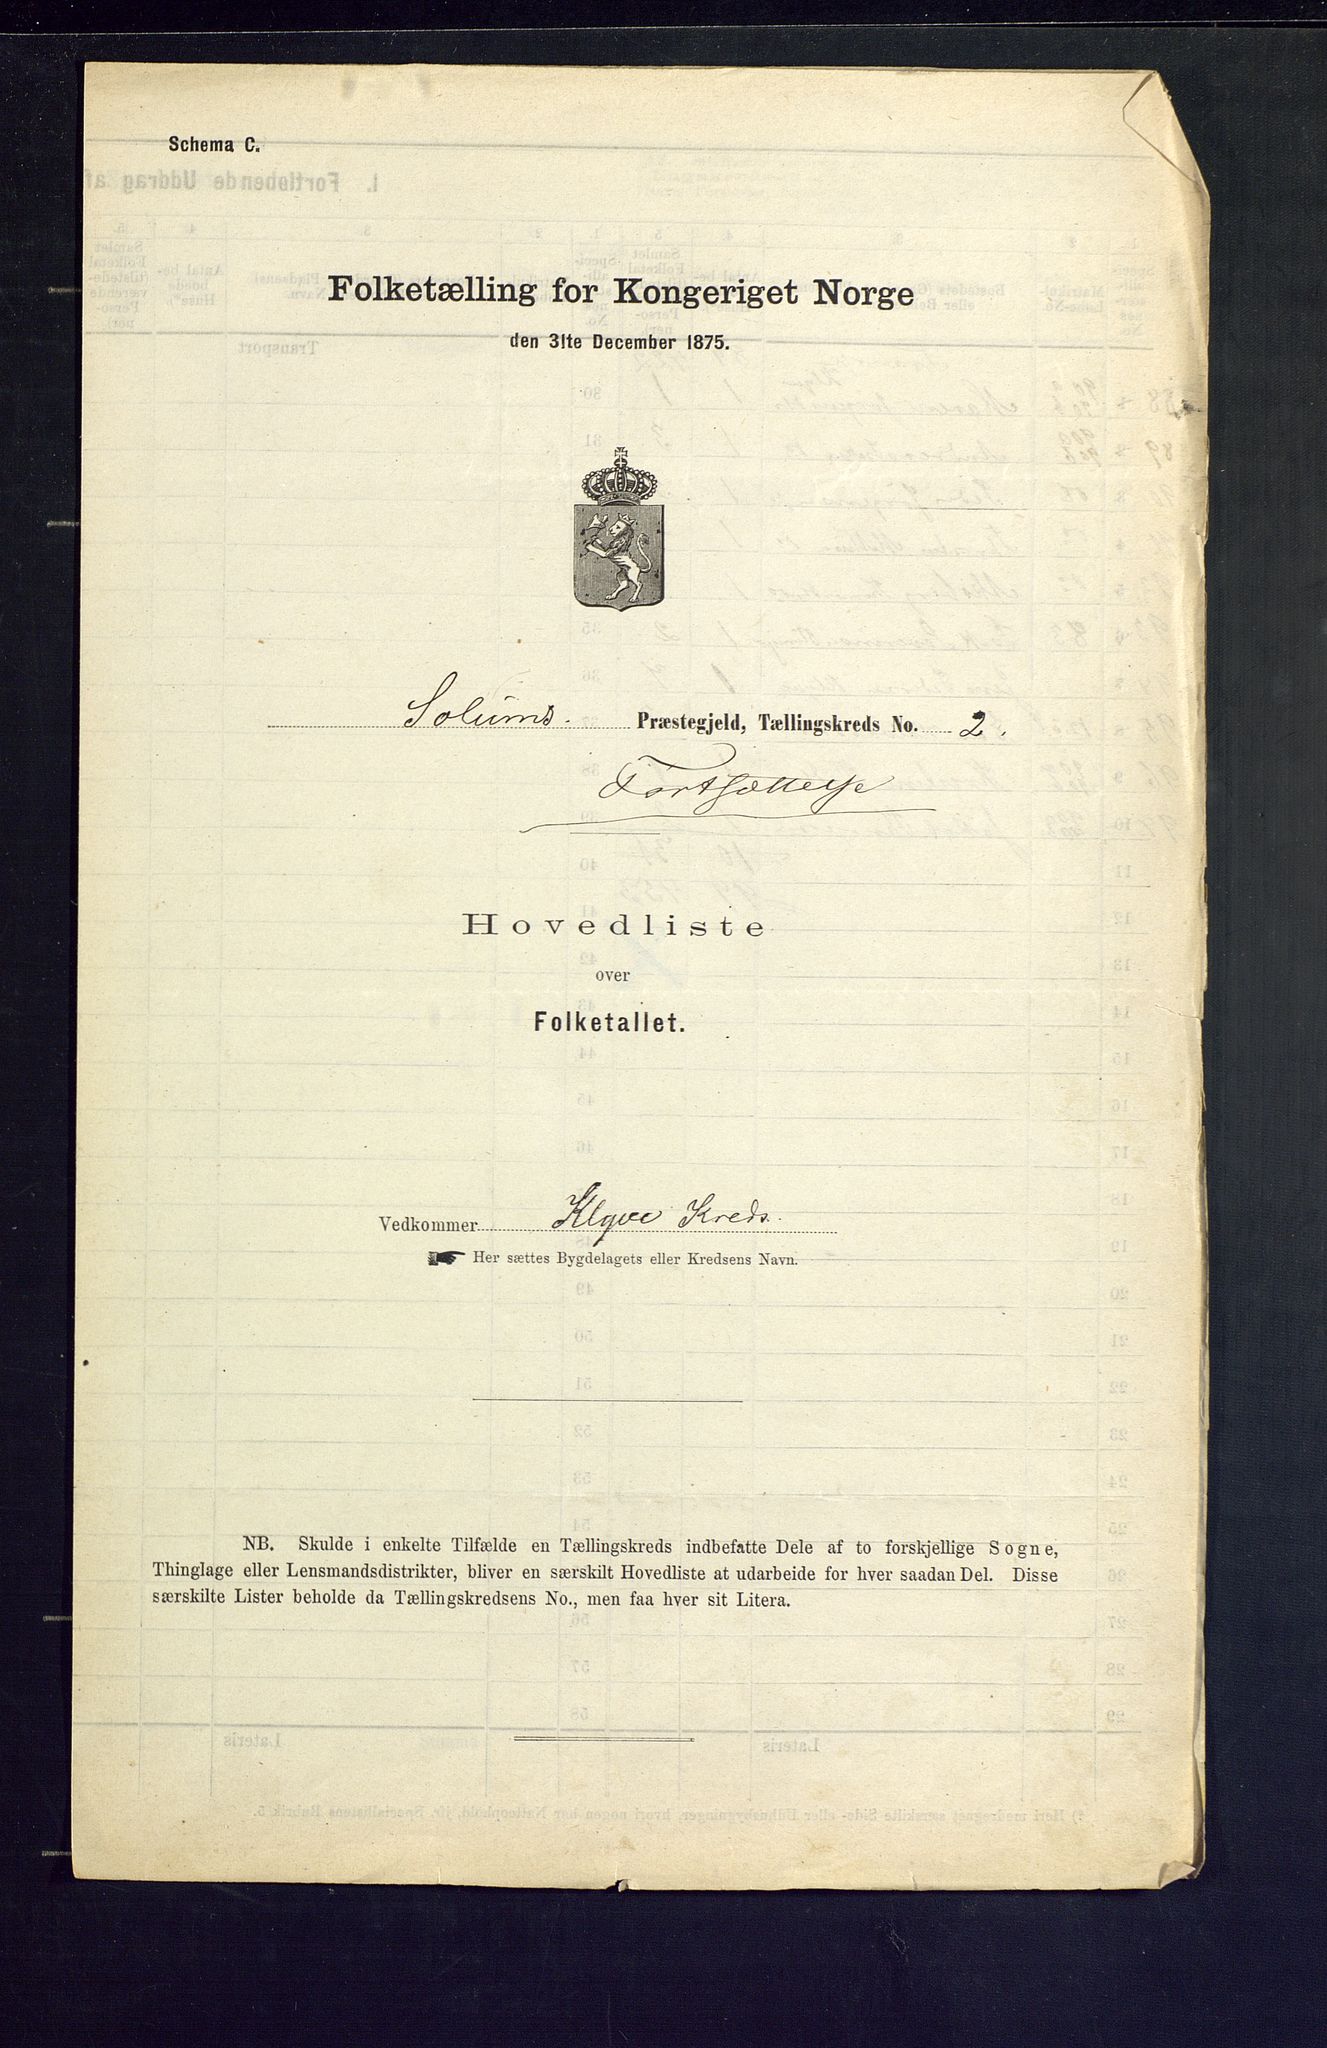 Schema C.
Folketælling for Kongeriget Norge
den 31te December 1875.
Solums. Præstegjeld, Tællingskreds No. 2.
Fortsættelse
Hovedliste
over
Folketallet.
Vedkommer Klyve Kreds.
Her sættes Bygdelagets eller Kredsens Navn.
NB. Skulde i enkelte Tilfælde en Tællingskreds indbefatte Dele af to forskjellige Sogne,
Thinglage eller Lensmandsdistrikter, bliver en særskilt Hovedliste at udarbeide for hver saadan Del. Disse
særskilte Lister beholde da Tællingskredsens No., men faa hver sit Litera.